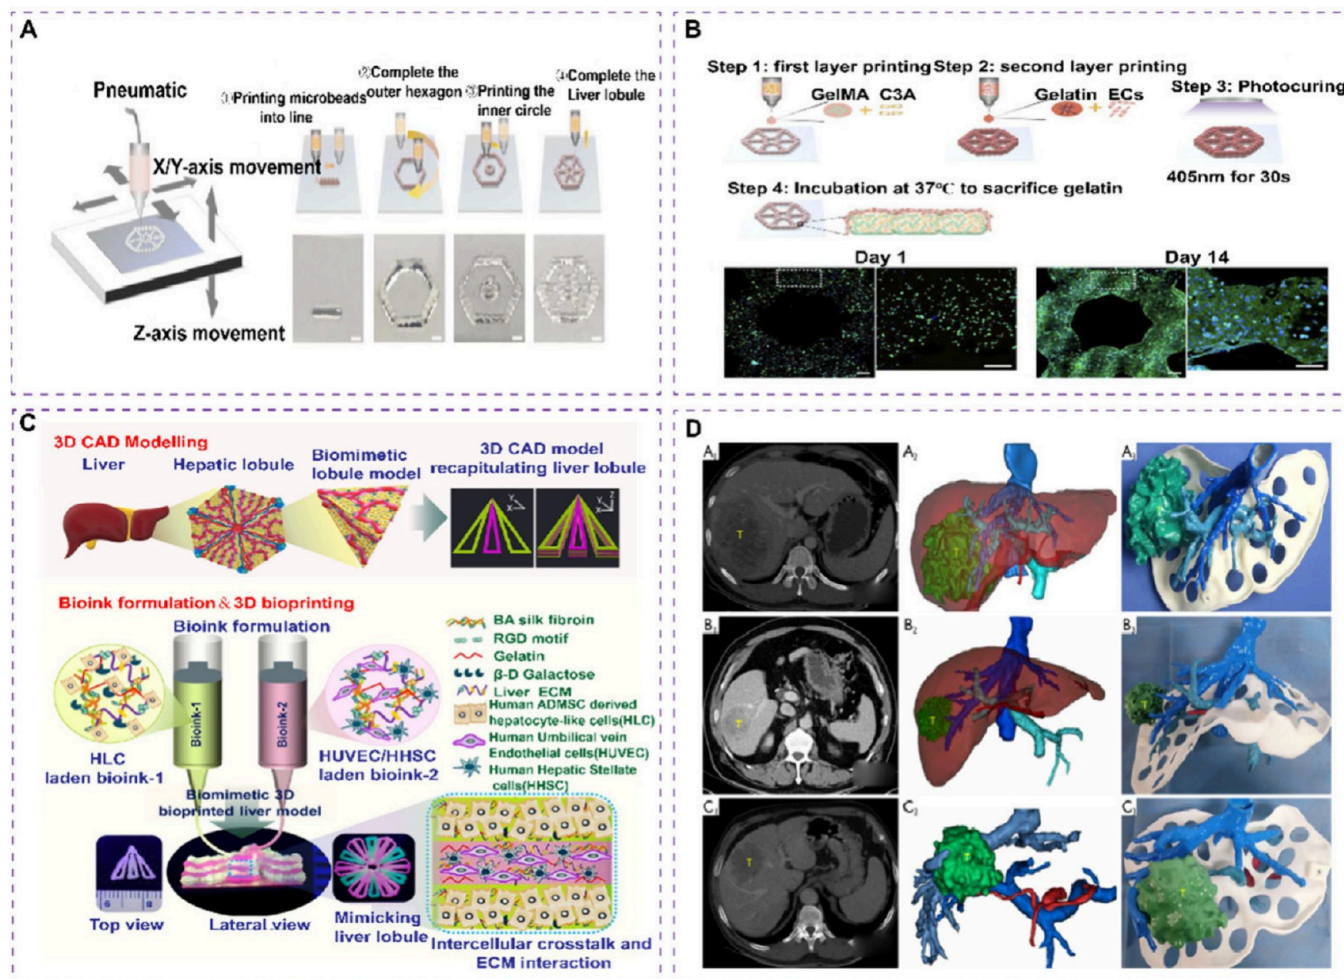 A
Pneumatic
X/Y-axis movement
Z-axis movement
①Printing microbeads
into line
②Complete the
outer hexagon
③Printing the
inner circle
④Complete the
Liver lobule
B
Step 1: first layer printing
GelMA + C3A
Step 2: second layer printing
Gelatin + ECs
Step 3: Photocuring
405nm for 30s
Step 4: Incubation at 37℃ to sacrifice gelatin
Day 1
Day 14
C
3D CAD Modelling
Liver
Hepatic lobule
Biomimetic
lobule model
3D CAD model
recapitulating liver lobule
Y
X
Y
Z
X
Bioink formulation & 3D bioprinting
Bioink formulation
Bioink-1
Bioink-2
HLC
laden bioink-1
HUVEC/HHSC
laden bioink-2
BA silk fibroin
RGD motif
Gelatin
β-D Galactose
Liver ECM
Human ADMSC derived
hepatocyte-like cells(HLC)
Human Umbilical vein
Endothelial cells(HUVEC)
Human Hepatic Stellate
cells(HHSC)
Biomimetic 3D
bioprinted liver model
6 8
Top view
Lateral view
Mimicking
liver lobule
Intercellular crosstalk and
ECM interaction
D
A1
T
A2
T
A3
T
B1
T
B2
T
B3
T
C1
T
C2
T
C3
T